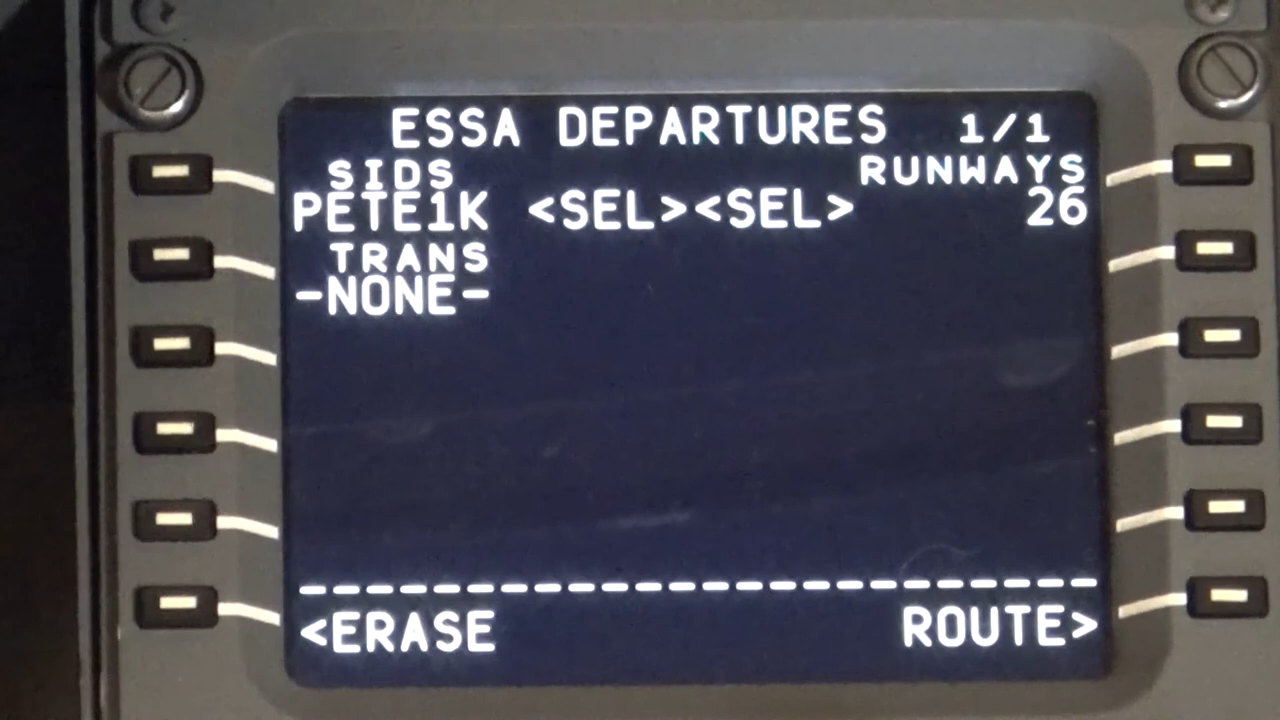 ESSA DEPARTURES 1/1
SIDS RUNWAYS
PETE1K <SEL><SEL> 26
TRANS
-NONE-
------------------------
<ERASE ROUTE>